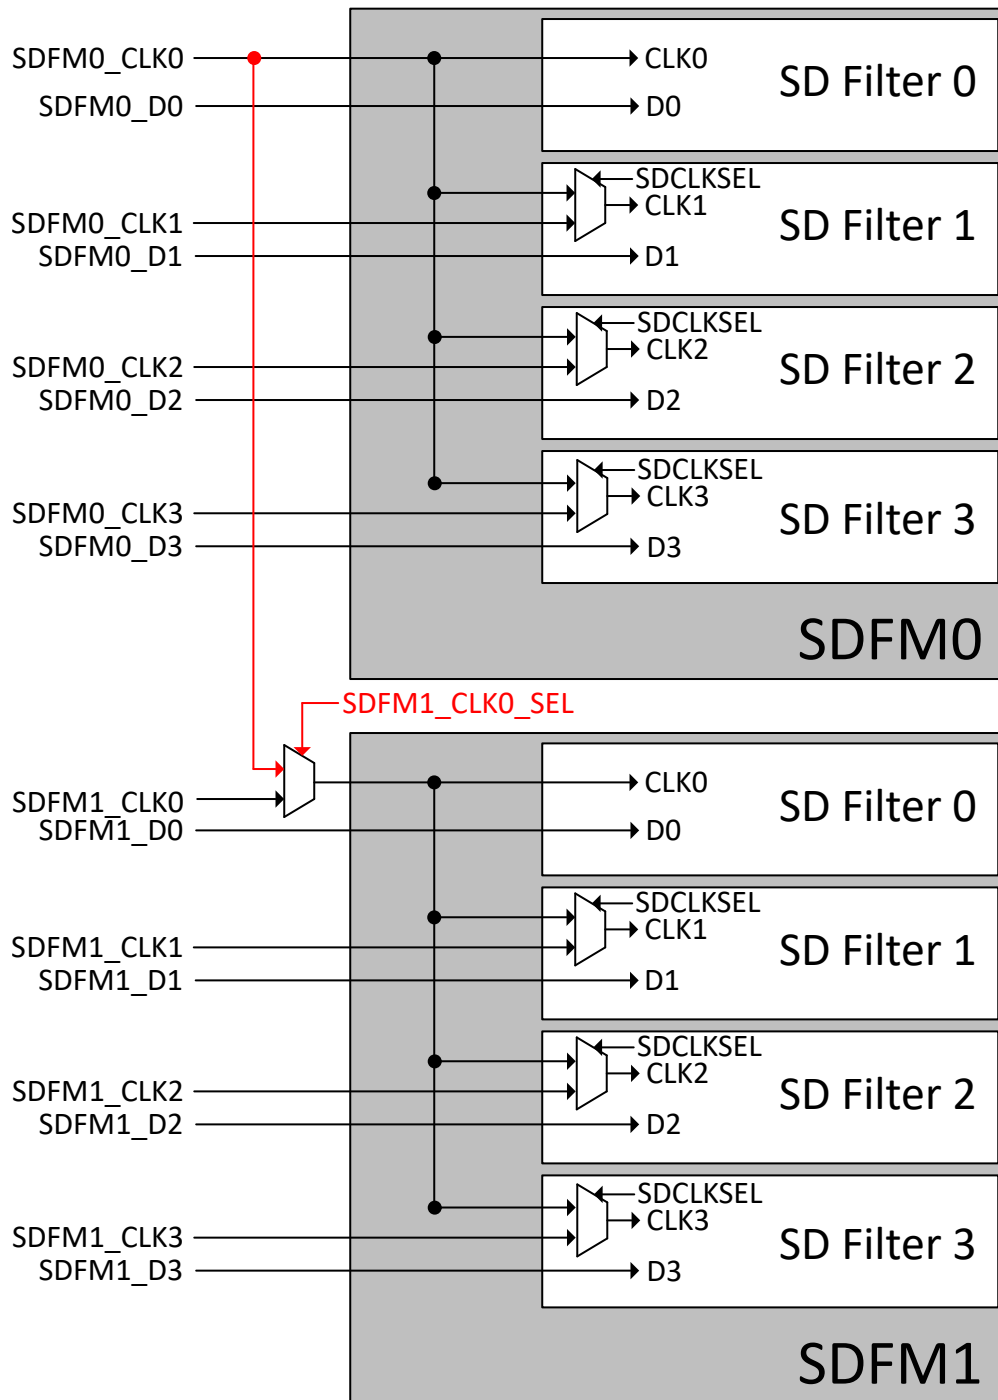 SDFM0_CLK0
CLK0
SD Filter 0
SDFM0_D0
D0
SDCLKSEL
SDFM0_CLK1
CLK1
SD Filter 1
SDFM0_D1
D1
SDCLKSEL
SDFM0_CLK2
CLK2
SD Filter 2
SDFM0_D2
D2
SDCLKSEL
SDFM0_CLK3
CLK3
SD Filter 3
SDFM0_D3
D3
SDFM0
SDFM1_CLK0_SEL
SDFM1_CLK0
CLK0
SD Filter 0
SDFM1_D0
D0
SDCLKSEL
SDFM1_CLK1
CLK1
SD Filter 1
SDFM1_D1
D1
SDCLKSEL
SDFM1_CLK2
CLK2
SD Filter 2
SDFM1_D2
D2
SDCLKSEL
SDFM1_CLK3
CLK3
SD Filter 3
SDFM1_D3
D3
SDFM1